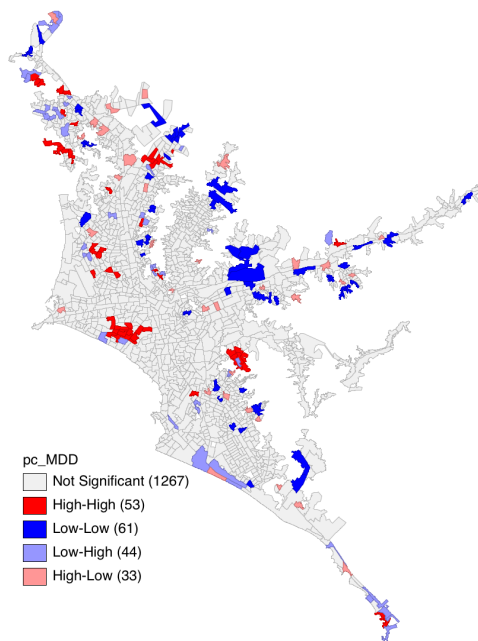 pc_MDD
Not Significant (1267)
High-High (53)
Low-Low (61)
Low-High (44)
High-Low (33)